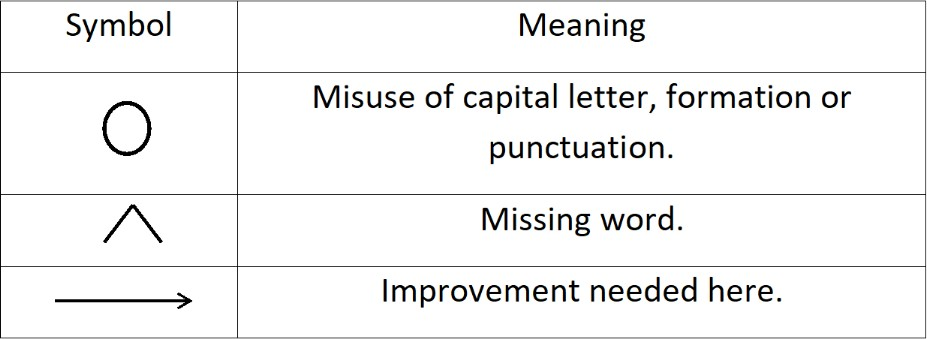 Symbol
Meaning
Misuse of capital letter, formation or
punctuation.
Missing word.
Improvement needed here.